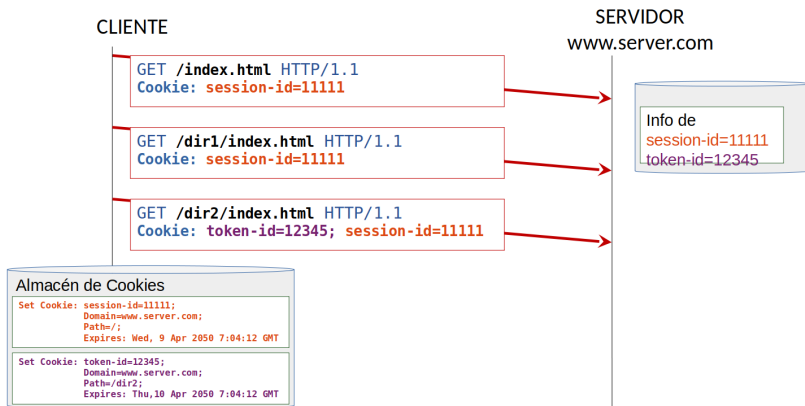 CLIENTE
SERVIDOR
www.server.com
GET /index.html HTTP/1.1
Cookie: session-id=11111
Info de
session-id=11111
token-id=12345
GET /dir1/index.html HTTP/1.1
Cookie: session-id=11111
GET /dir2/index.html HTTP/1.1
Cookie: token-id=12345; session-id=11111
Almacén de Cookies
Set Cookie: session-id=11111;
Domain=www.server.com;
Path=/;
Expires: Wed, 9 Apr 2050 7:04:12 GMT
Set Cookie: token-id=12345;
Domain=www.server.com;
Path=/dir2;
Expires: Thu,10 Apr 2050 7:04:12 GMT